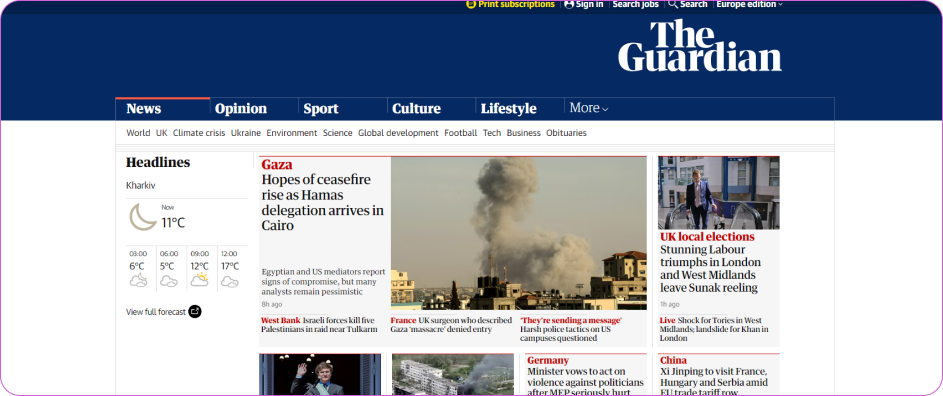 Print subscriptions Sign in Search jobs Search Europe edition
The
Guardian
News Opinion Sport Culture Lifestyle More
World UK Climate crisis Ukraine Environment Science Global development Football Tech Business Obituaries
Headlines
Kharkiv
Now
11°C
03:00 06:00 09:00 12:00
6°C 5°C 12°C 17°C
View full forecast
Gaza
Hopes of ceasefire
rise as Hamas
delegation arrives in
Cairo
Egyptian and US mediators report
signs of compromise, but many
analysts remain pessimistic
8h ago
West Bank Israeli forces kill five
Palestinians in raid near Tulkarm
France UK surgeon who described
Gaza 'massacre' denied entry
'They're sending a message'
Harsh police tactics on US
campuses questioned
UK local elections
Stunning Labour
triumphs in London
and West Midlands
leave Sunak reeling
1h ago
Live Shock for Tories in West
Midlands; landslide for Khan in
London
Germany
Minister vows to act on
violence against politicians
after MEP seriously hurt
China
Xi Jinping to visit France,
Hungary and Serbia amid
EU trade tariff row